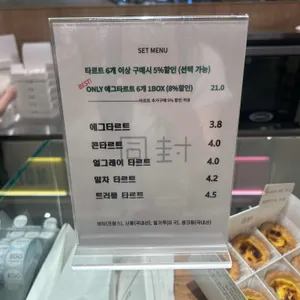 SET MENU
타르트 6개 이상 구매시 5%할인 (선택 가능)
BEST!
ONLY 에그타르트 6개 1BOX (8%할인) 21.0
에그타르트 3.8
콘타르트 4.0
얼그레이 타르트 4.0
말차 타르트 4.2
트러플 타르트 4.5
同封